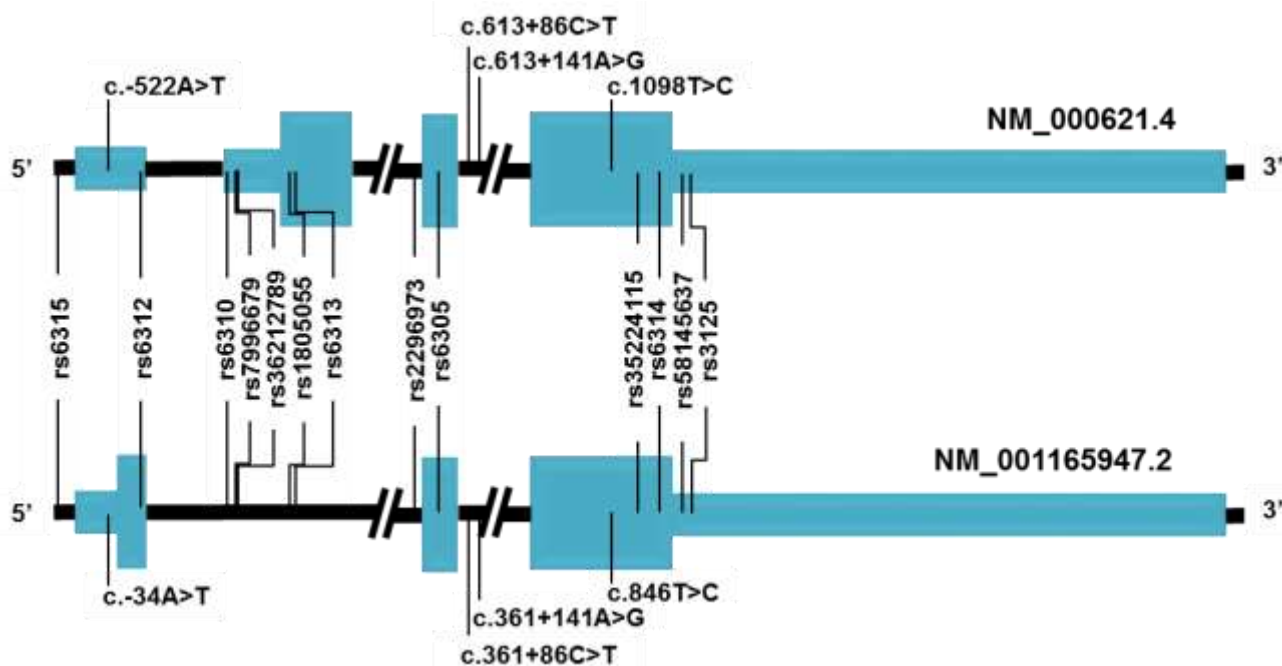 c.613+86C>T
c.613+141A>G
c.-522A>T
c.1098T>C
NM_000621.4
5'
3'
rs6315
rs6312
rs6310
rs7996679
rs36212789
rs1805055
rs6313
rs2296973
rs6305
rs35224115
rs6314
rs58145637
rs3125
NM_001165947.2
5'
3'
c.-34A>T
c.846T>C
c.361+141A>G
c.361+86C>T